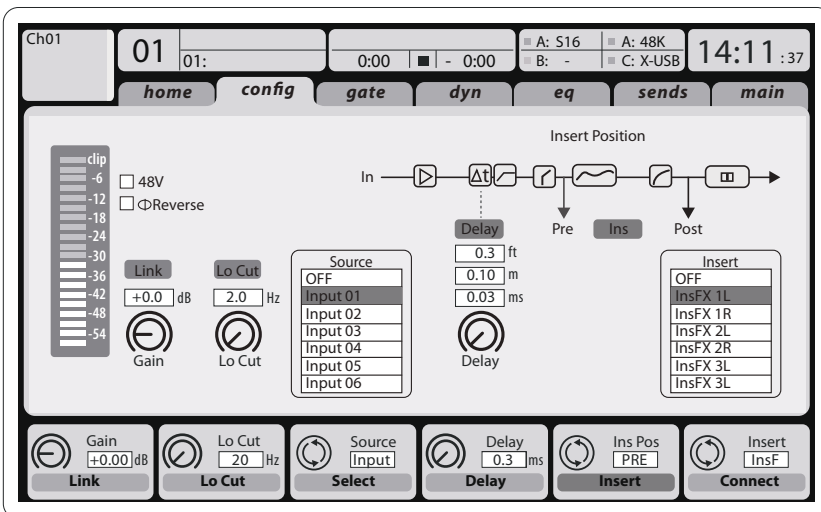 Ch01
01
01:
0:00
- 0:00
A: S16
B: -
A: 48K
C: X-USB
14:11 :37
home config gate dyn eq sends main
Insert Position
clip
-6
-12
-18
-24
-30
-36
-42
-48
-54
48V
ΦReverse
In
Δt
Pre
Ins
Post
Link
+0.0 dB
Gain
Lo Cut
2.0 Hz
Lo Cut
Source
OFF
Input 01
Input 02
Input 03
Input 04
Input 05
Input 06
Delay
0.3 ft
0.10 m
0.03 ms
Delay
Insert
OFF
InsFX 1L
InsFX 1R
InsFX 2L
InsFX 2R
InsFX 3L
InsFX 3L
Gain
+0.00 dB
Link
Lo Cut
20 Hz
Lo Cut
Source
Input
Select
Delay
0.3 ms
Delay
Ins Pos
PRE
Insert
Insert
InsF
Connect